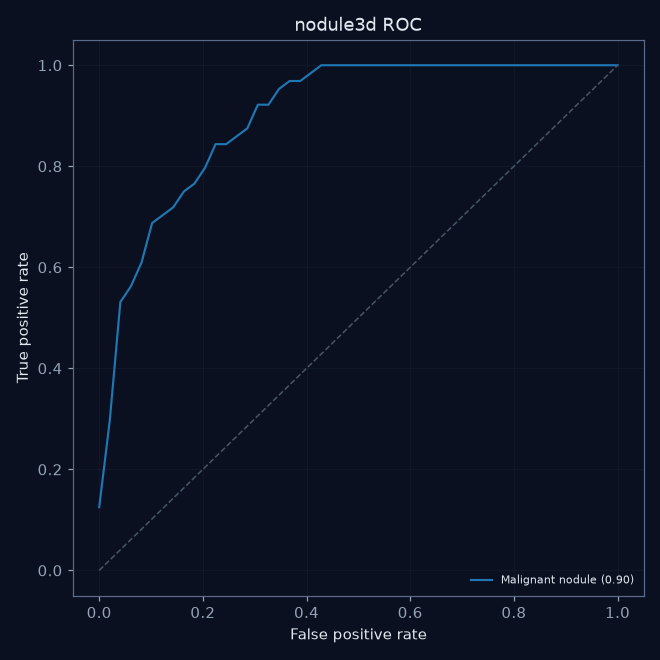 nodule3d ROC
1.0
0.8
0.6
0.4
0.2
0.0
True positive rate
Malignant nodule (0.90)
0.0 0.2 0.4 0.6 0.8 1.0
False positive rate